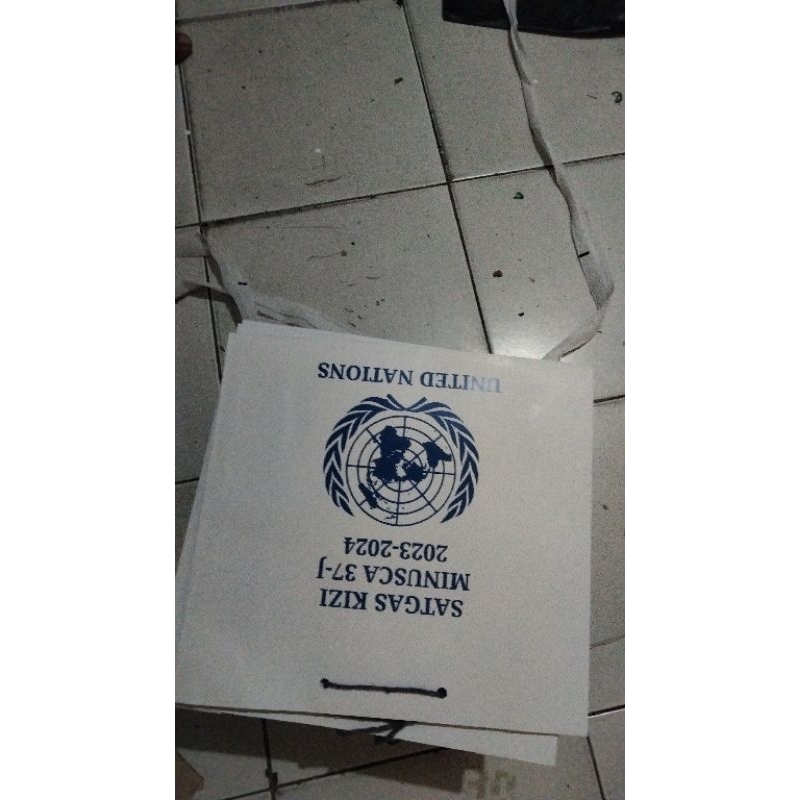 SATGAS KIZI
MINUSCA 37-J
2023-2024
UNITED NATIONS